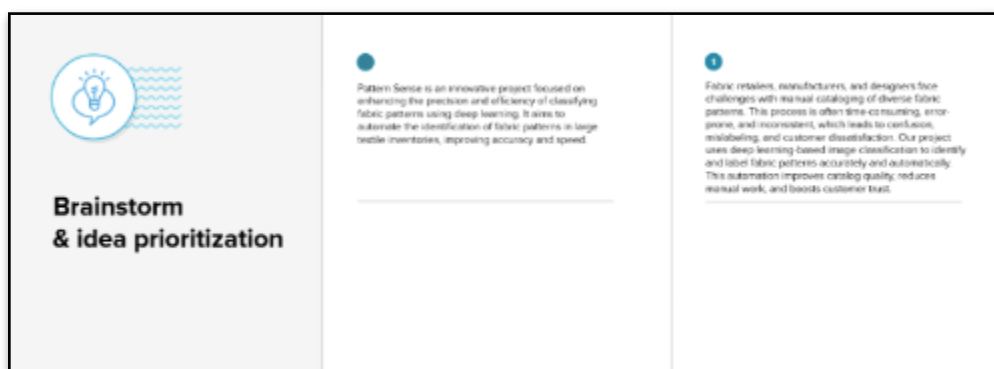 Brainstorm
& idea prioritization
Pattern Sense is an innovative project focused on
enhancing the precision and efficiency of classifying
fabric patterns using deep learning. It aims to
automate the identification of fabric patterns in large
textile inventories, improving accuracy and speed.
1
Fabric retailers, manufacturers, and designers face
challenges with manual cataloging of diverse fabric
patterns. This process is often time-consuming, error-
prone, and inconsistent, which leads to confusion,
mislabeling, and customer dissatisfaction. Our project
uses deep learning-based image classification to identify
and label fabric patterns accurately and automatically.
This automation improves catalog quality, reduces
manual work, and boosts customer trust.